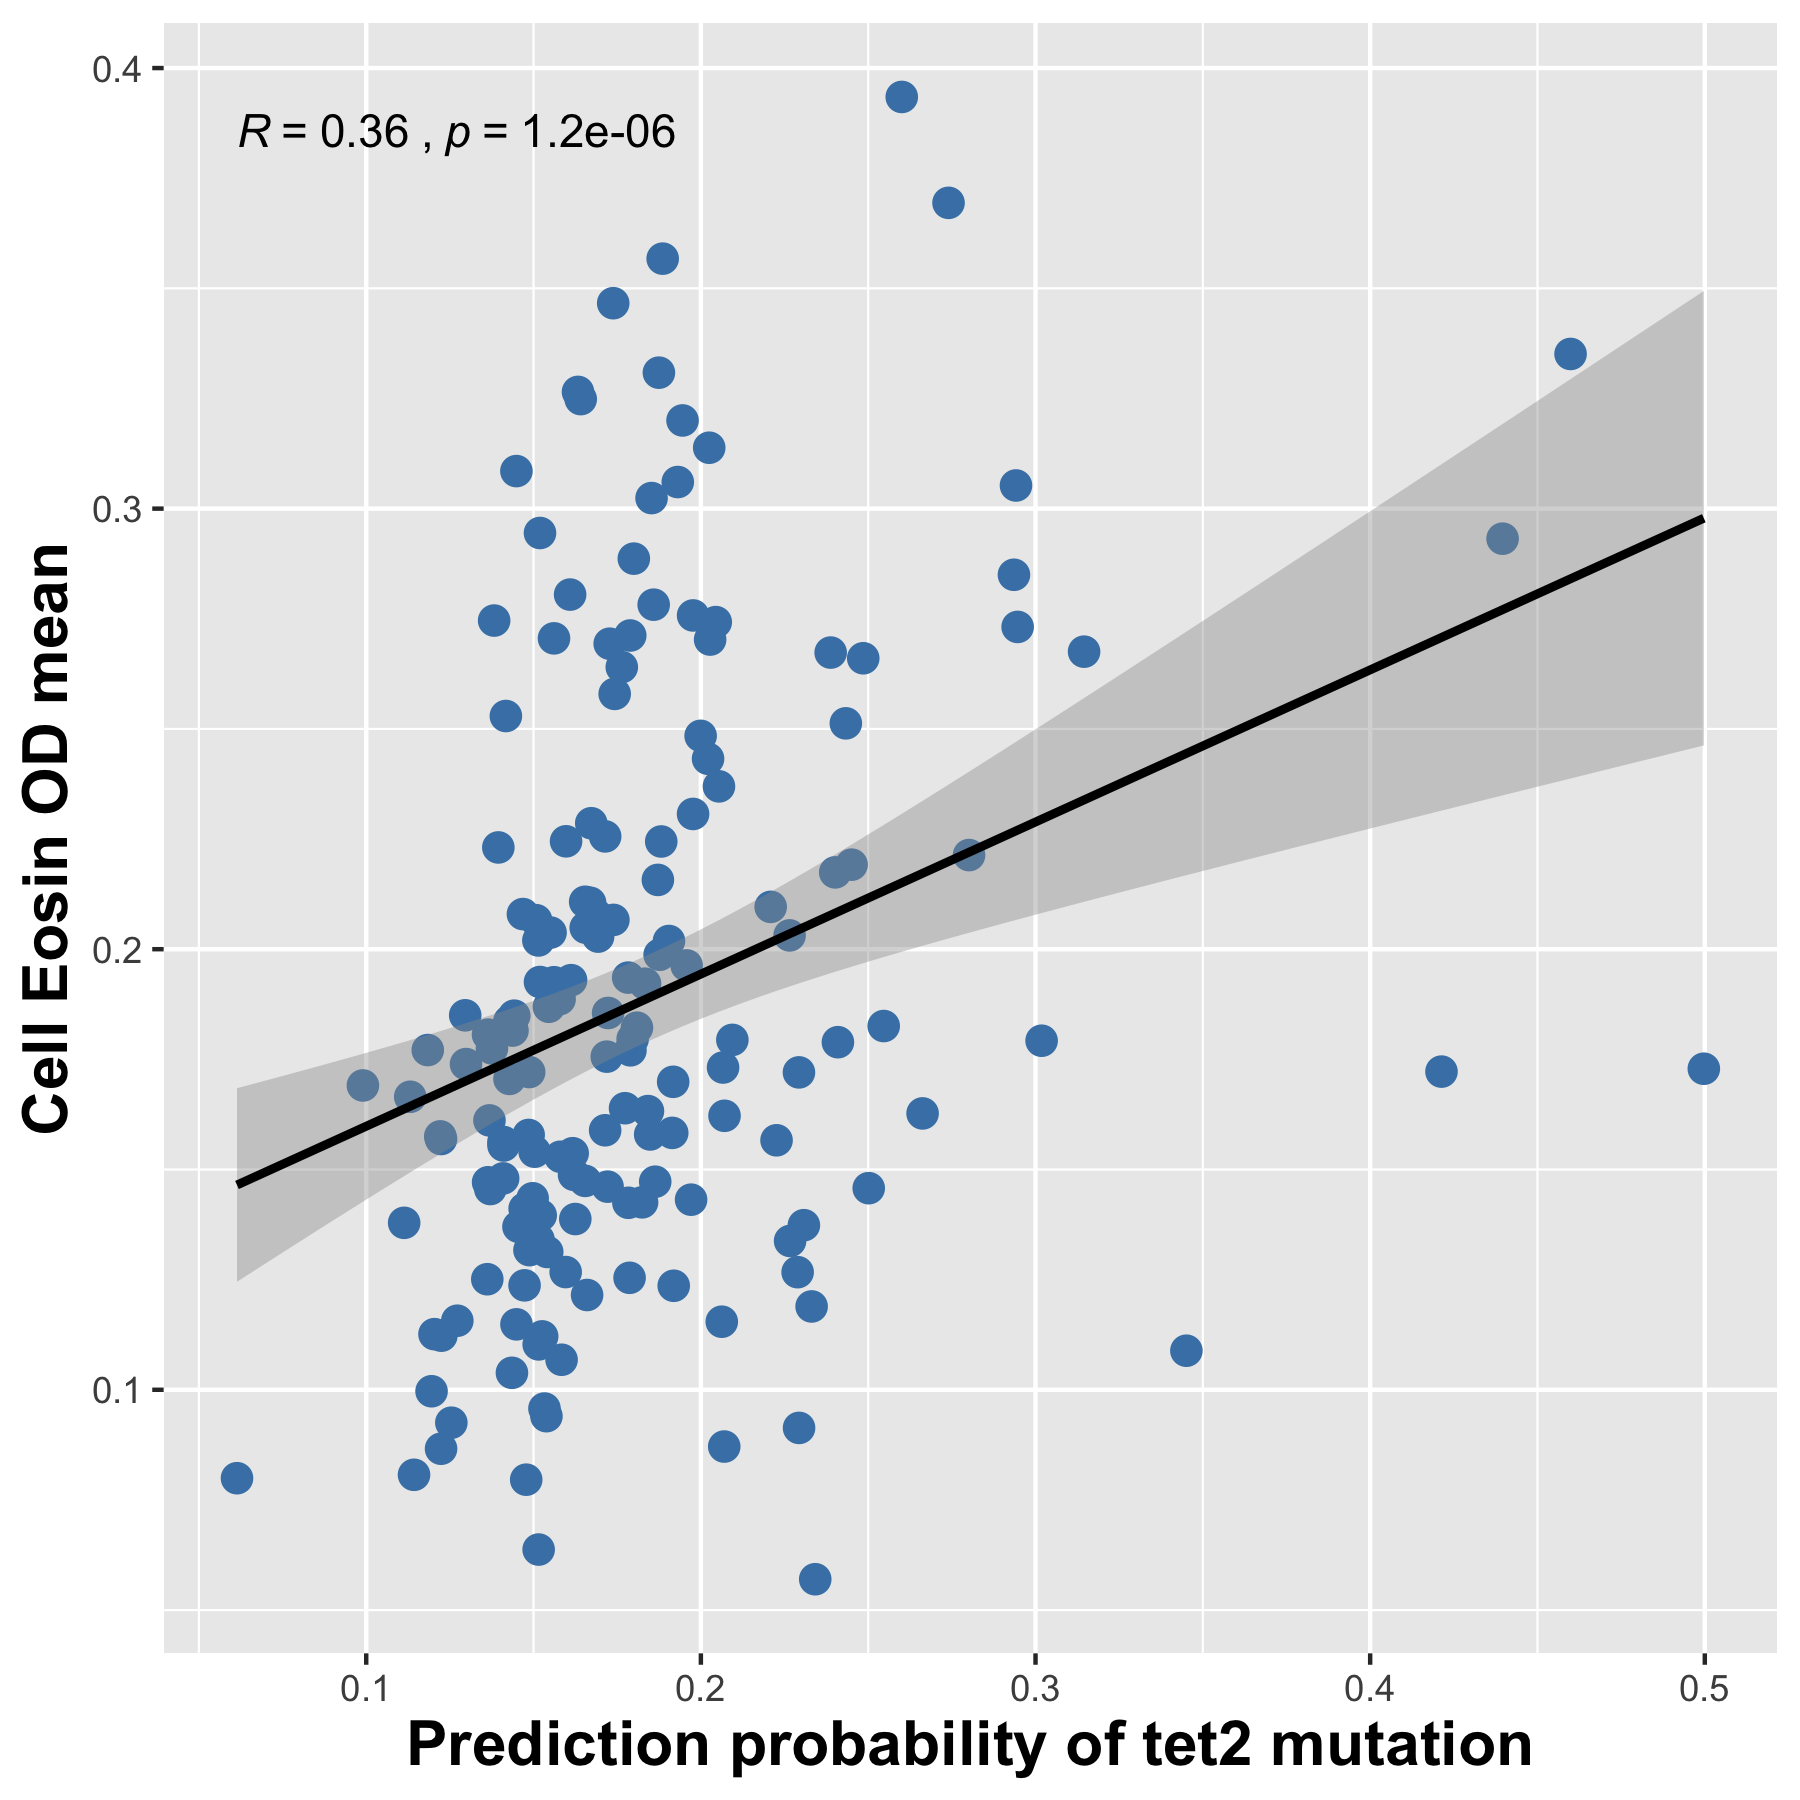 R = 0.36 , p = 1.2e-06
0.4
0.3
0.2
0.1
Cell Eosin OD mean
0.1 0.2 0.3 0.4 0.5
Prediction probability of tet2 mutation